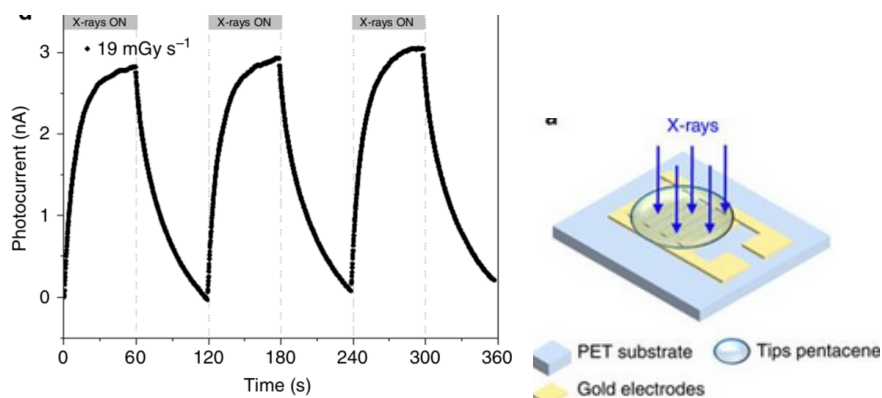 X-rays ON X-rays ON X-rays ON
19 mGy s⁻¹
3
2
1
0
Photocurrent (nA)
0 60 120 180 240 300 360
Time (s)
X-rays
PET substrate Tips pentacene
Gold electrodes